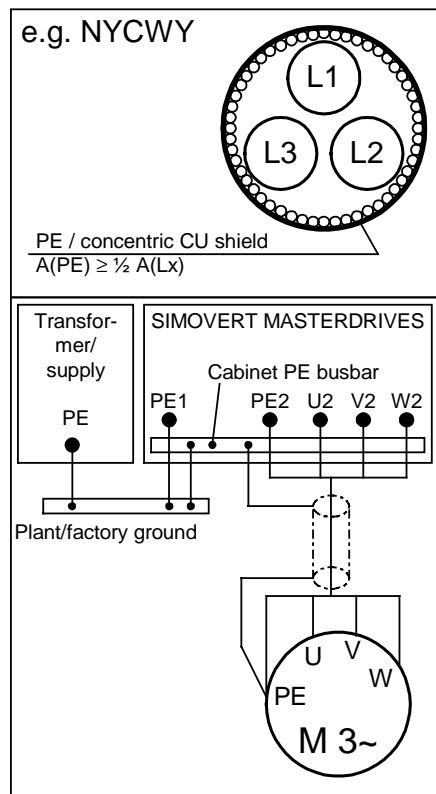 e.g. NYCWY
L1
L3 L2
PE / concentric CU shield
A(PE) ≥ ½ A(Lx)
Transfor-
mer/
supply
PE
SIMOVERT MASTERDRIVES
Cabinet PE busbar
PE1 PE2 U2 V2 W2
Plant/factory ground
U V W
PE
M 3~